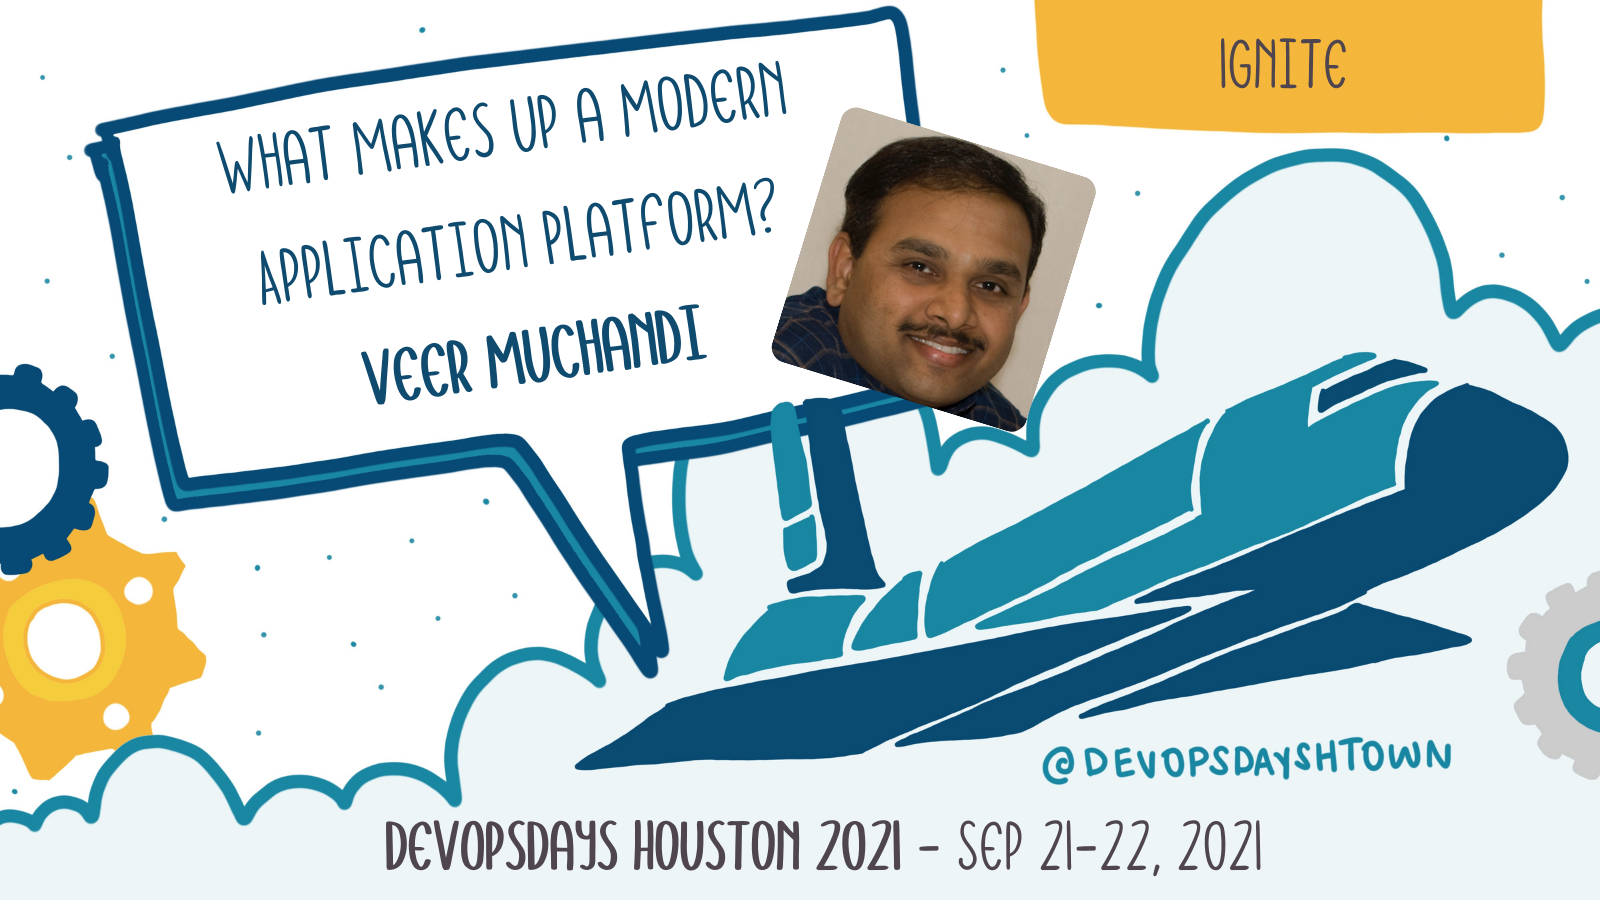 IGNITE
WHAT MAKES UP A MODERN
APPLICATION PLATFORM?
VEER MUCHANDI
@DEVOPSDAYSHTOWN
DEVOPSDAYS HOUSTON 2021 - SEP 21-22, 2021